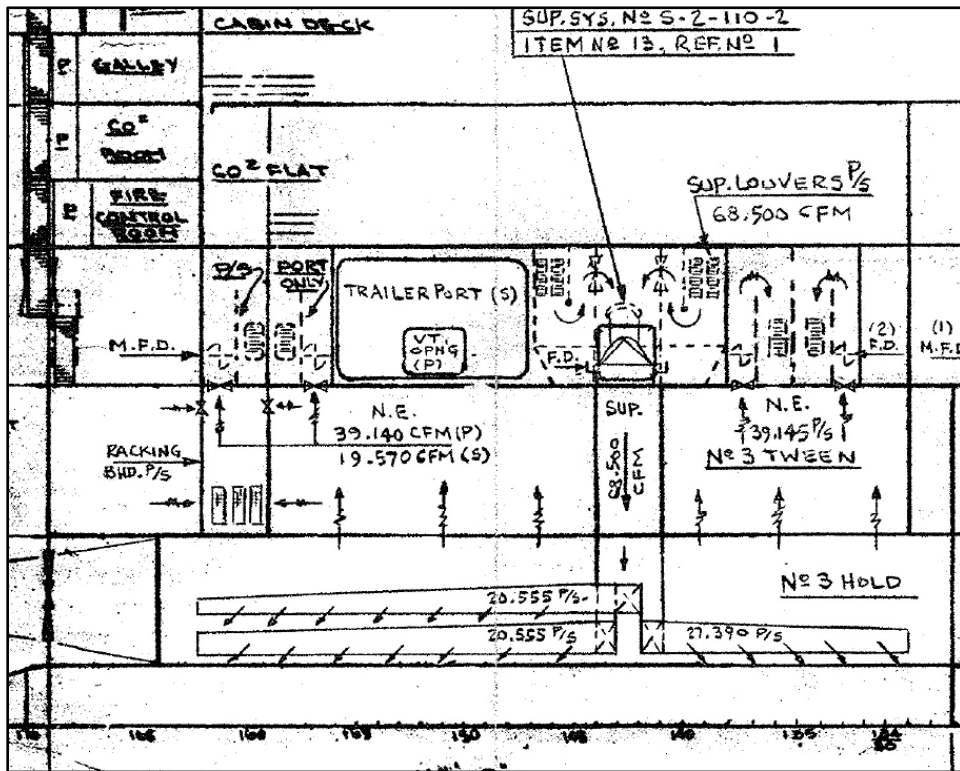 CABIN DECK
SUP. SYS. Nº S-2-110-2
ITEM Nº 13, REF. Nº 1
GALLEY
CO²
ROOM
CO² FLAT
FIRE
CONTROL
ROOM
SUP. LOUVERS P/S
68.500 CFM
P/S
PORT
ONLY
TRAILER PORT (S)
VT.
OPNG
(P)
M.F.D.
F.D.
(2)
F.D.
(1)
M.F.D.
N.E.
39.140 CFM (P)
19.570 CFM (S)
RACKING
BHD. P/S
SUP.
68.500
CFM
N.E.
39.145 P/S
Nº 3 TWEEN
Nº 3 HOLD
20.555 P/S
20.555 P/S
27.390 P/S
165
160
150
140
135